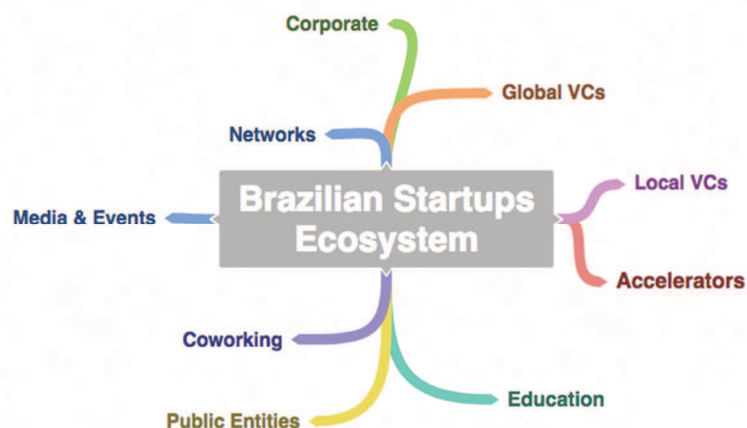 Corporate
Global VCs
Networks
Local VCs
Brazilian Startups
Ecosystem
Media & Events
Accelerators
Coworking
Education
Public Entities